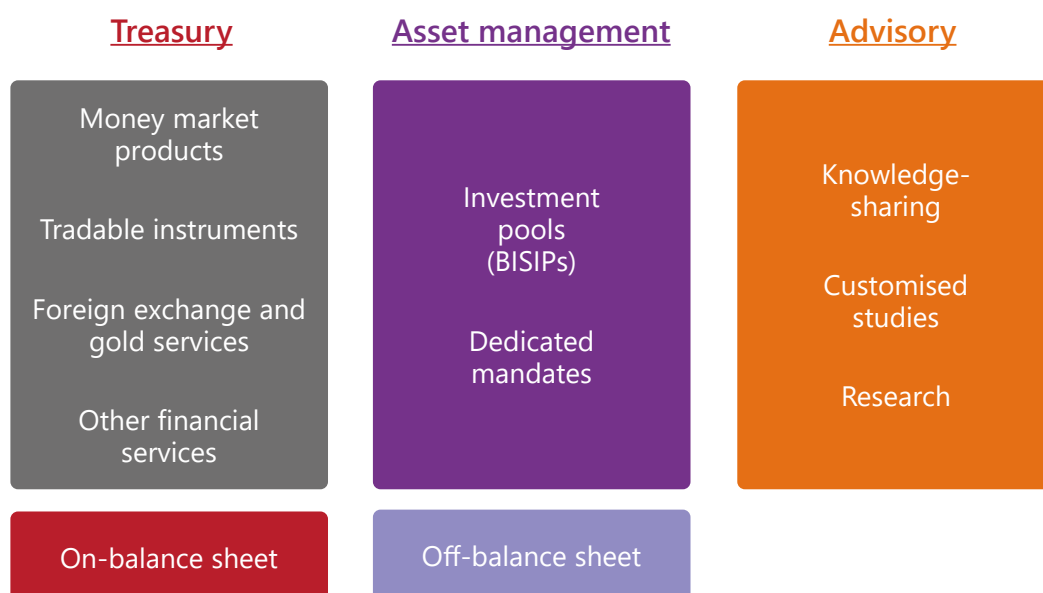 Treasury
Asset management
Advisory
Money market
products
Tradable instruments
Foreign exchange and
gold services
Other financial
services
Investment
pools
(BISIPs)
Dedicated
mandates
Knowledge-
sharing
Customised
studies
Research
On-balance sheet
Off-balance sheet